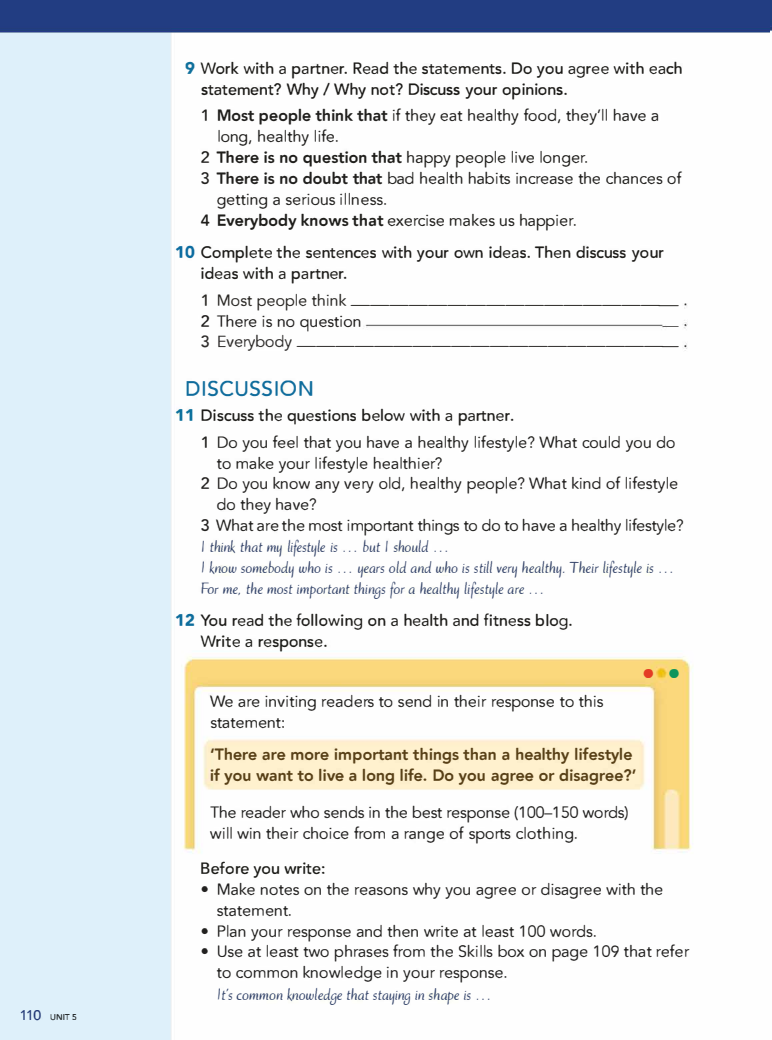 9 Work with a partner. Read the statements. Do you agree with each
statement? Why / Why not? Discuss your opinions.
1 Most people think that if they eat healthy food, they'll have a
long, healthy life.
2 There is no question that happy people live longer.
3 There is no doubt that bad health habits increase the chances of
getting a serious illness.
4 Everybody knows that exercise makes us happier.
10 Complete the sentences with your own ideas. Then discuss your
ideas with a partner.
1 Most people think ______________________________ .
2 There is no question ______________________________ .
3 Everybody ______________________________ .
DISCUSSION
11 Discuss the questions below with a partner.
1 Do you feel that you have a healthy lifestyle? What could you do
to make your lifestyle healthier?
2 Do you know any very old, healthy people? What kind of lifestyle
do they have?
3 What are the most important things to do to have a healthy lifestyle?
I think that my lifestyle is ... but I should ...
I know somebody who is ... years old and who is still very healthy. Their lifestyle is ...
For me, the most important things for a healthy lifestyle are ...
12 You read the following on a health and fitness blog.
Write a response.
We are inviting readers to send in their response to this
statement:
'There are more important things than a healthy lifestyle
if you want to live a long life. Do you agree or disagree?'
The reader who sends in the best response (100–150 words)
will win their choice from a range of sports clothing.
Before you write:
• Make notes on the reasons why you agree or disagree with the
statement.
• Plan your response and then write at least 100 words.
• Use at least two phrases from the Skills box on page 109 that refer
to common knowledge in your response.
It's common knowledge that staying in shape is ...
110 UNIT 5